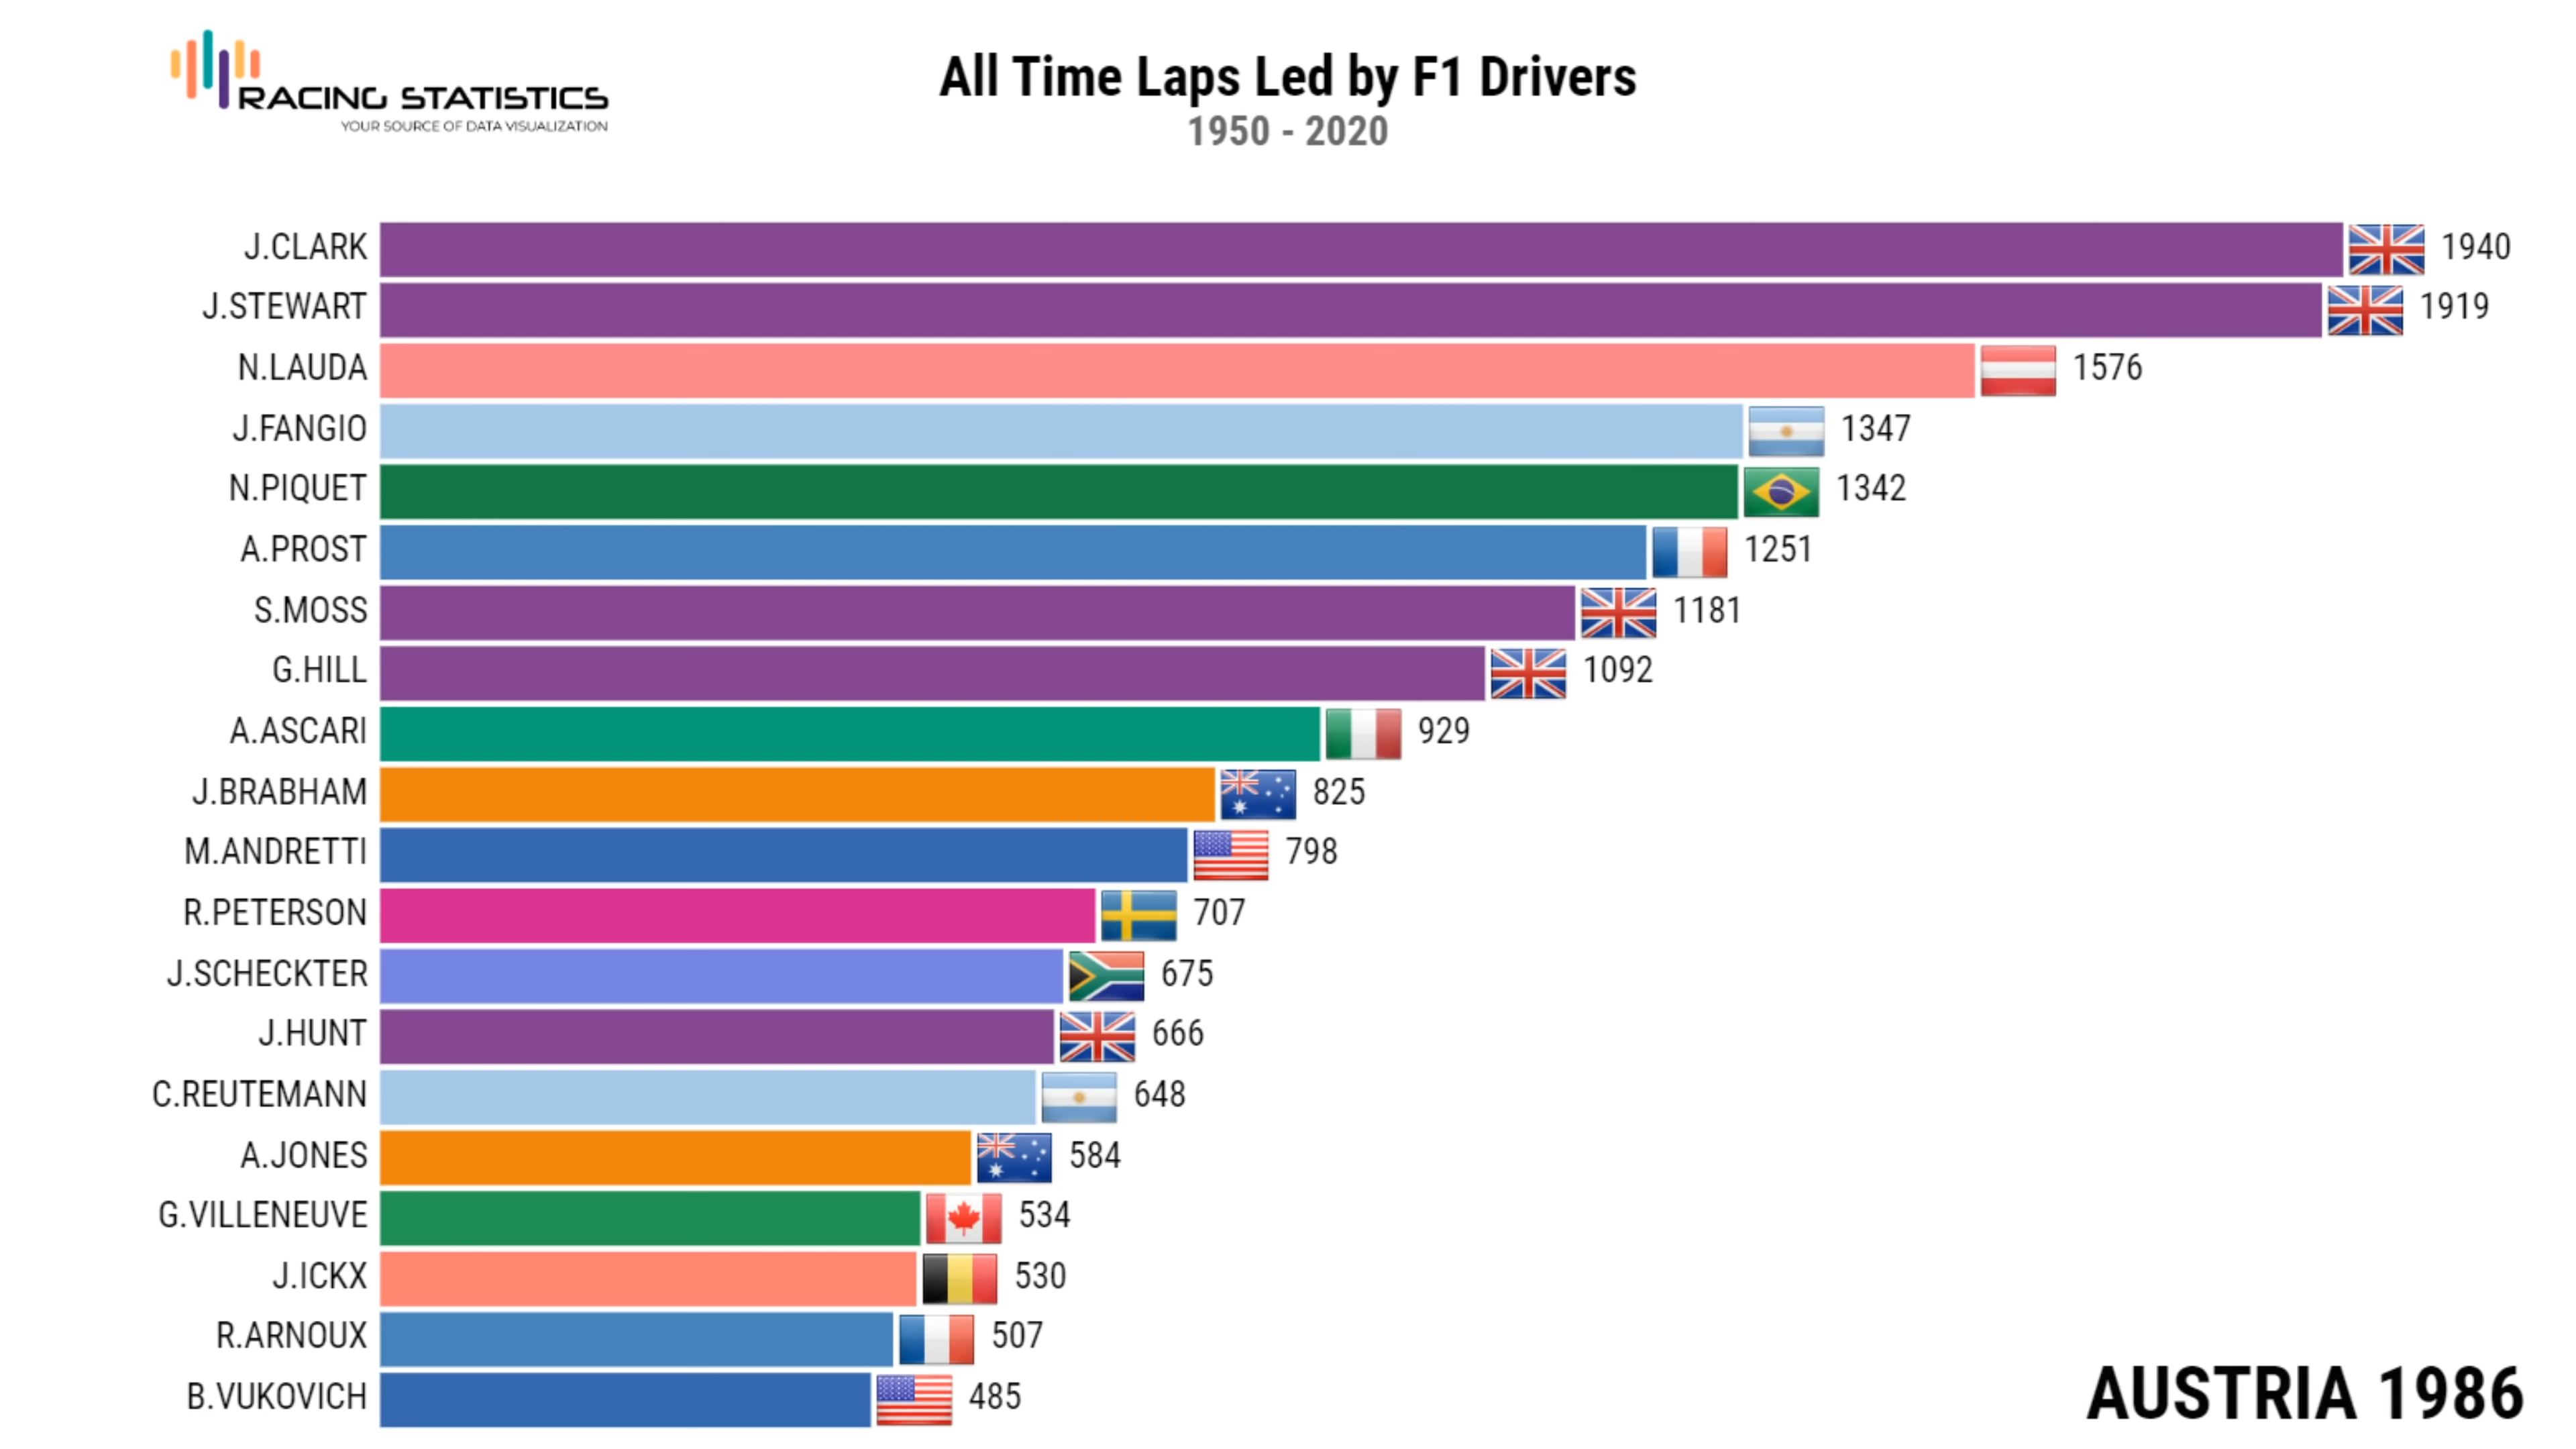 RACING STATISTICS
YOUR SOURCE OF DATA VISUALIZATION
All Time Laps Led by F1 Drivers
1950 - 2020
J.CLARK 1940
J.STEWART 1919
N.LAUDA 1576
J.FANGIO 1347
N.PIQUET 1342
A.PROST 1251
S.MOSS 1181
G.HILL 1092
A.ASCARI 929
J.BRABHAM 825
M.ANDRETTI 798
R.PETERSON 707
J.SCHECKTER 675
J.HUNT 666
C.REUTEMANN 648
A.JONES 584
G.VILLENEUVE 534
J.ICKX 530
R.ARNOUX 507
B.VUKOVICH 485
AUSTRIA 1986